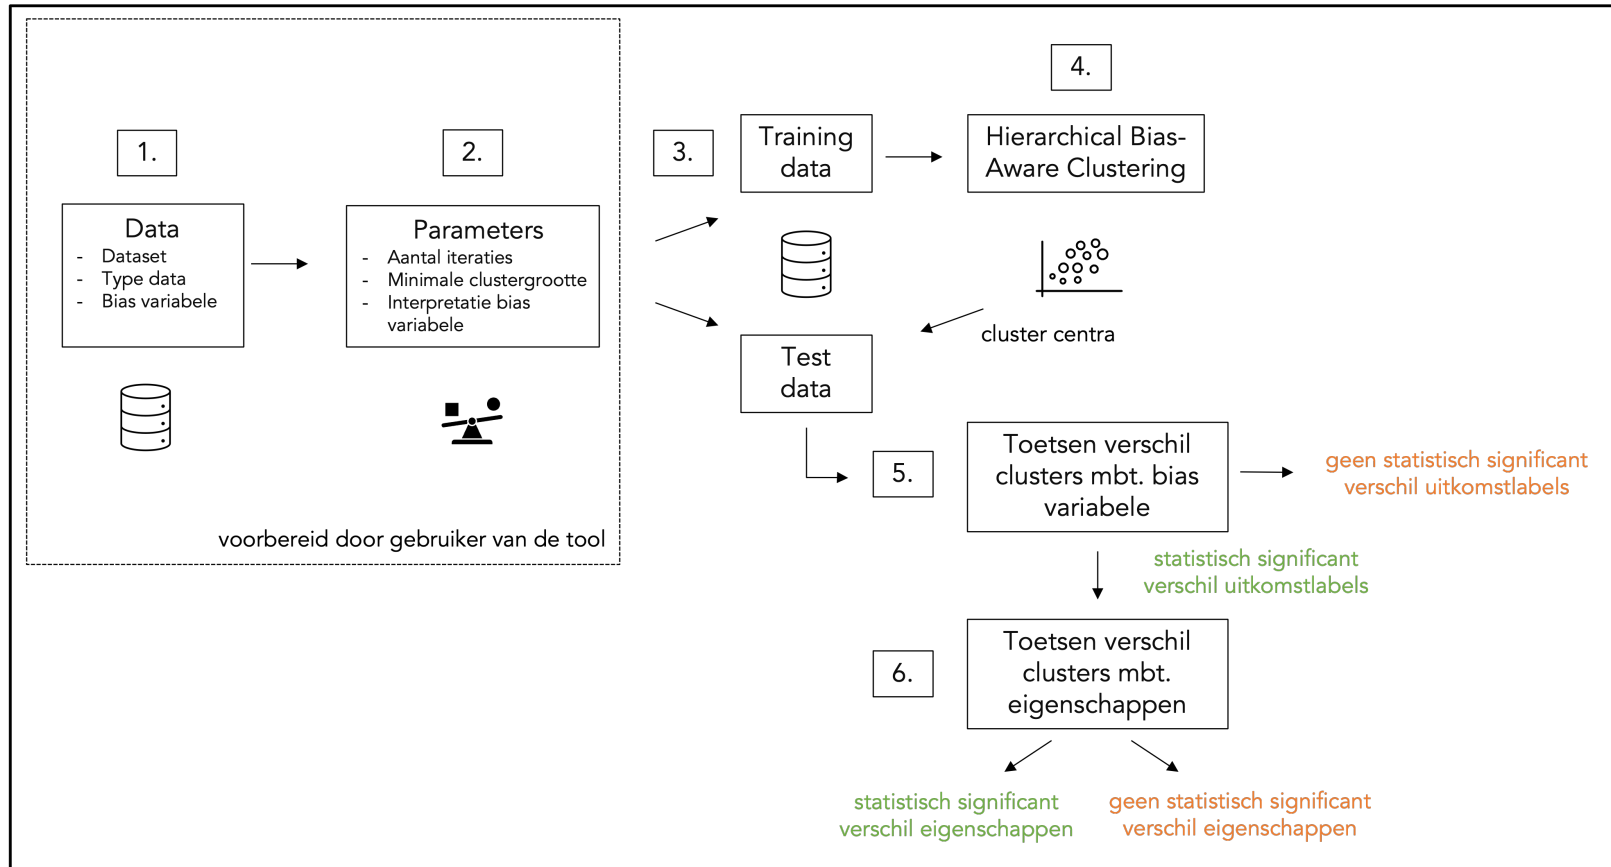 1.
Data
- Dataset
- Type data
- Bias variabele
2.
Parameters
- Aantal iteraties
- Minimale clustergrootte
- Interpretatie bias
variabele
voorbereid door gebruiker van de tool
3.
Training
data
4.
Hierarchical Bias-
Aware Clustering
cluster centra
Test
data
5.
Toetsen verschil
clusters mbt. bias
variabele
geen statistisch significant
verschil uitkomstlabels
statistisch significant
verschil uitkomstlabels
6.
Toetsen verschil
clusters mbt.
eigenschappen
statistisch significant
verschil eigenschappen
geen statistisch significant
verschil eigenschappen